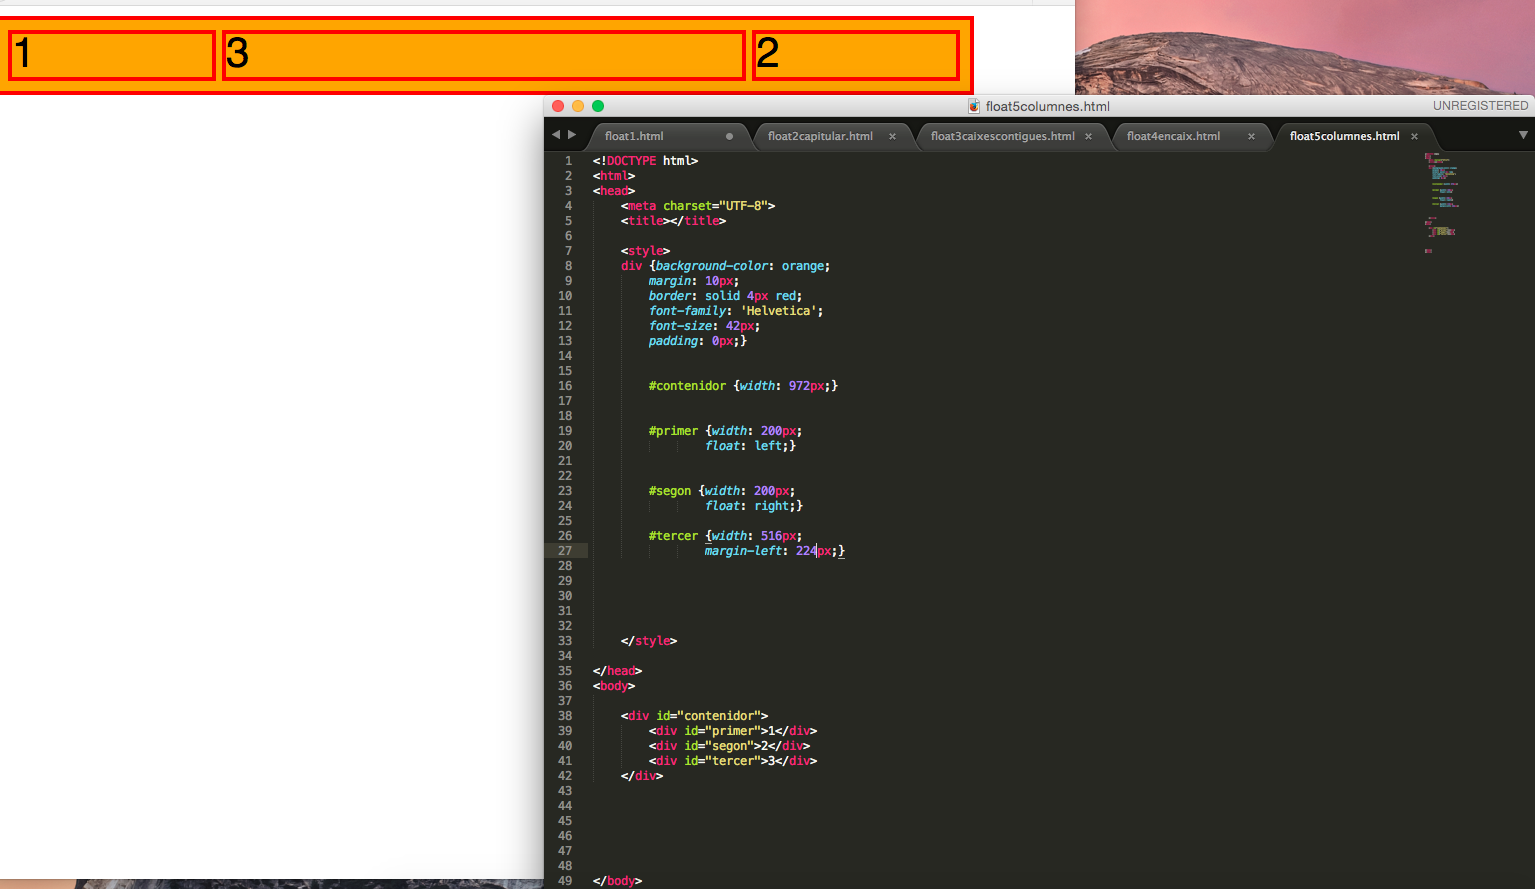 1 3 2
float5columnes.html UNREGISTERED
float1.html float2capitular.html float3caixescontigues.html float4encaix.html float5columnes.html
1 <!DOCTYPE html>
2 <html>
3 <head>
4 <meta charset="UTF-8">
5 <title></title>
6
7 <style>
8 div {background-color: orange;
9 margin: 10px;
10 border: solid 4px red;
11 font-family: 'Helvetica';
12 font-size: 42px;
13 padding: 0px;}
14
15
16 #contenidor {width: 972px;}
17
18
19 #primer {width: 200px;
20 float: left;}
21
22
23 #segon {width: 200px;
24 float: right;}
25
26 #tercer {width: 516px;
27 margin-left: 224px;}
28
29
30
31
32
33 </style>
34
35 </head>
36 <body>
37
38 <div id="contenidor">
39 <div id="primer">1</div>
40 <div id="segon">2</div>
41 <div id="tercer">3</div>
42 </div>
43
44
45
46
47
48
49 </body>